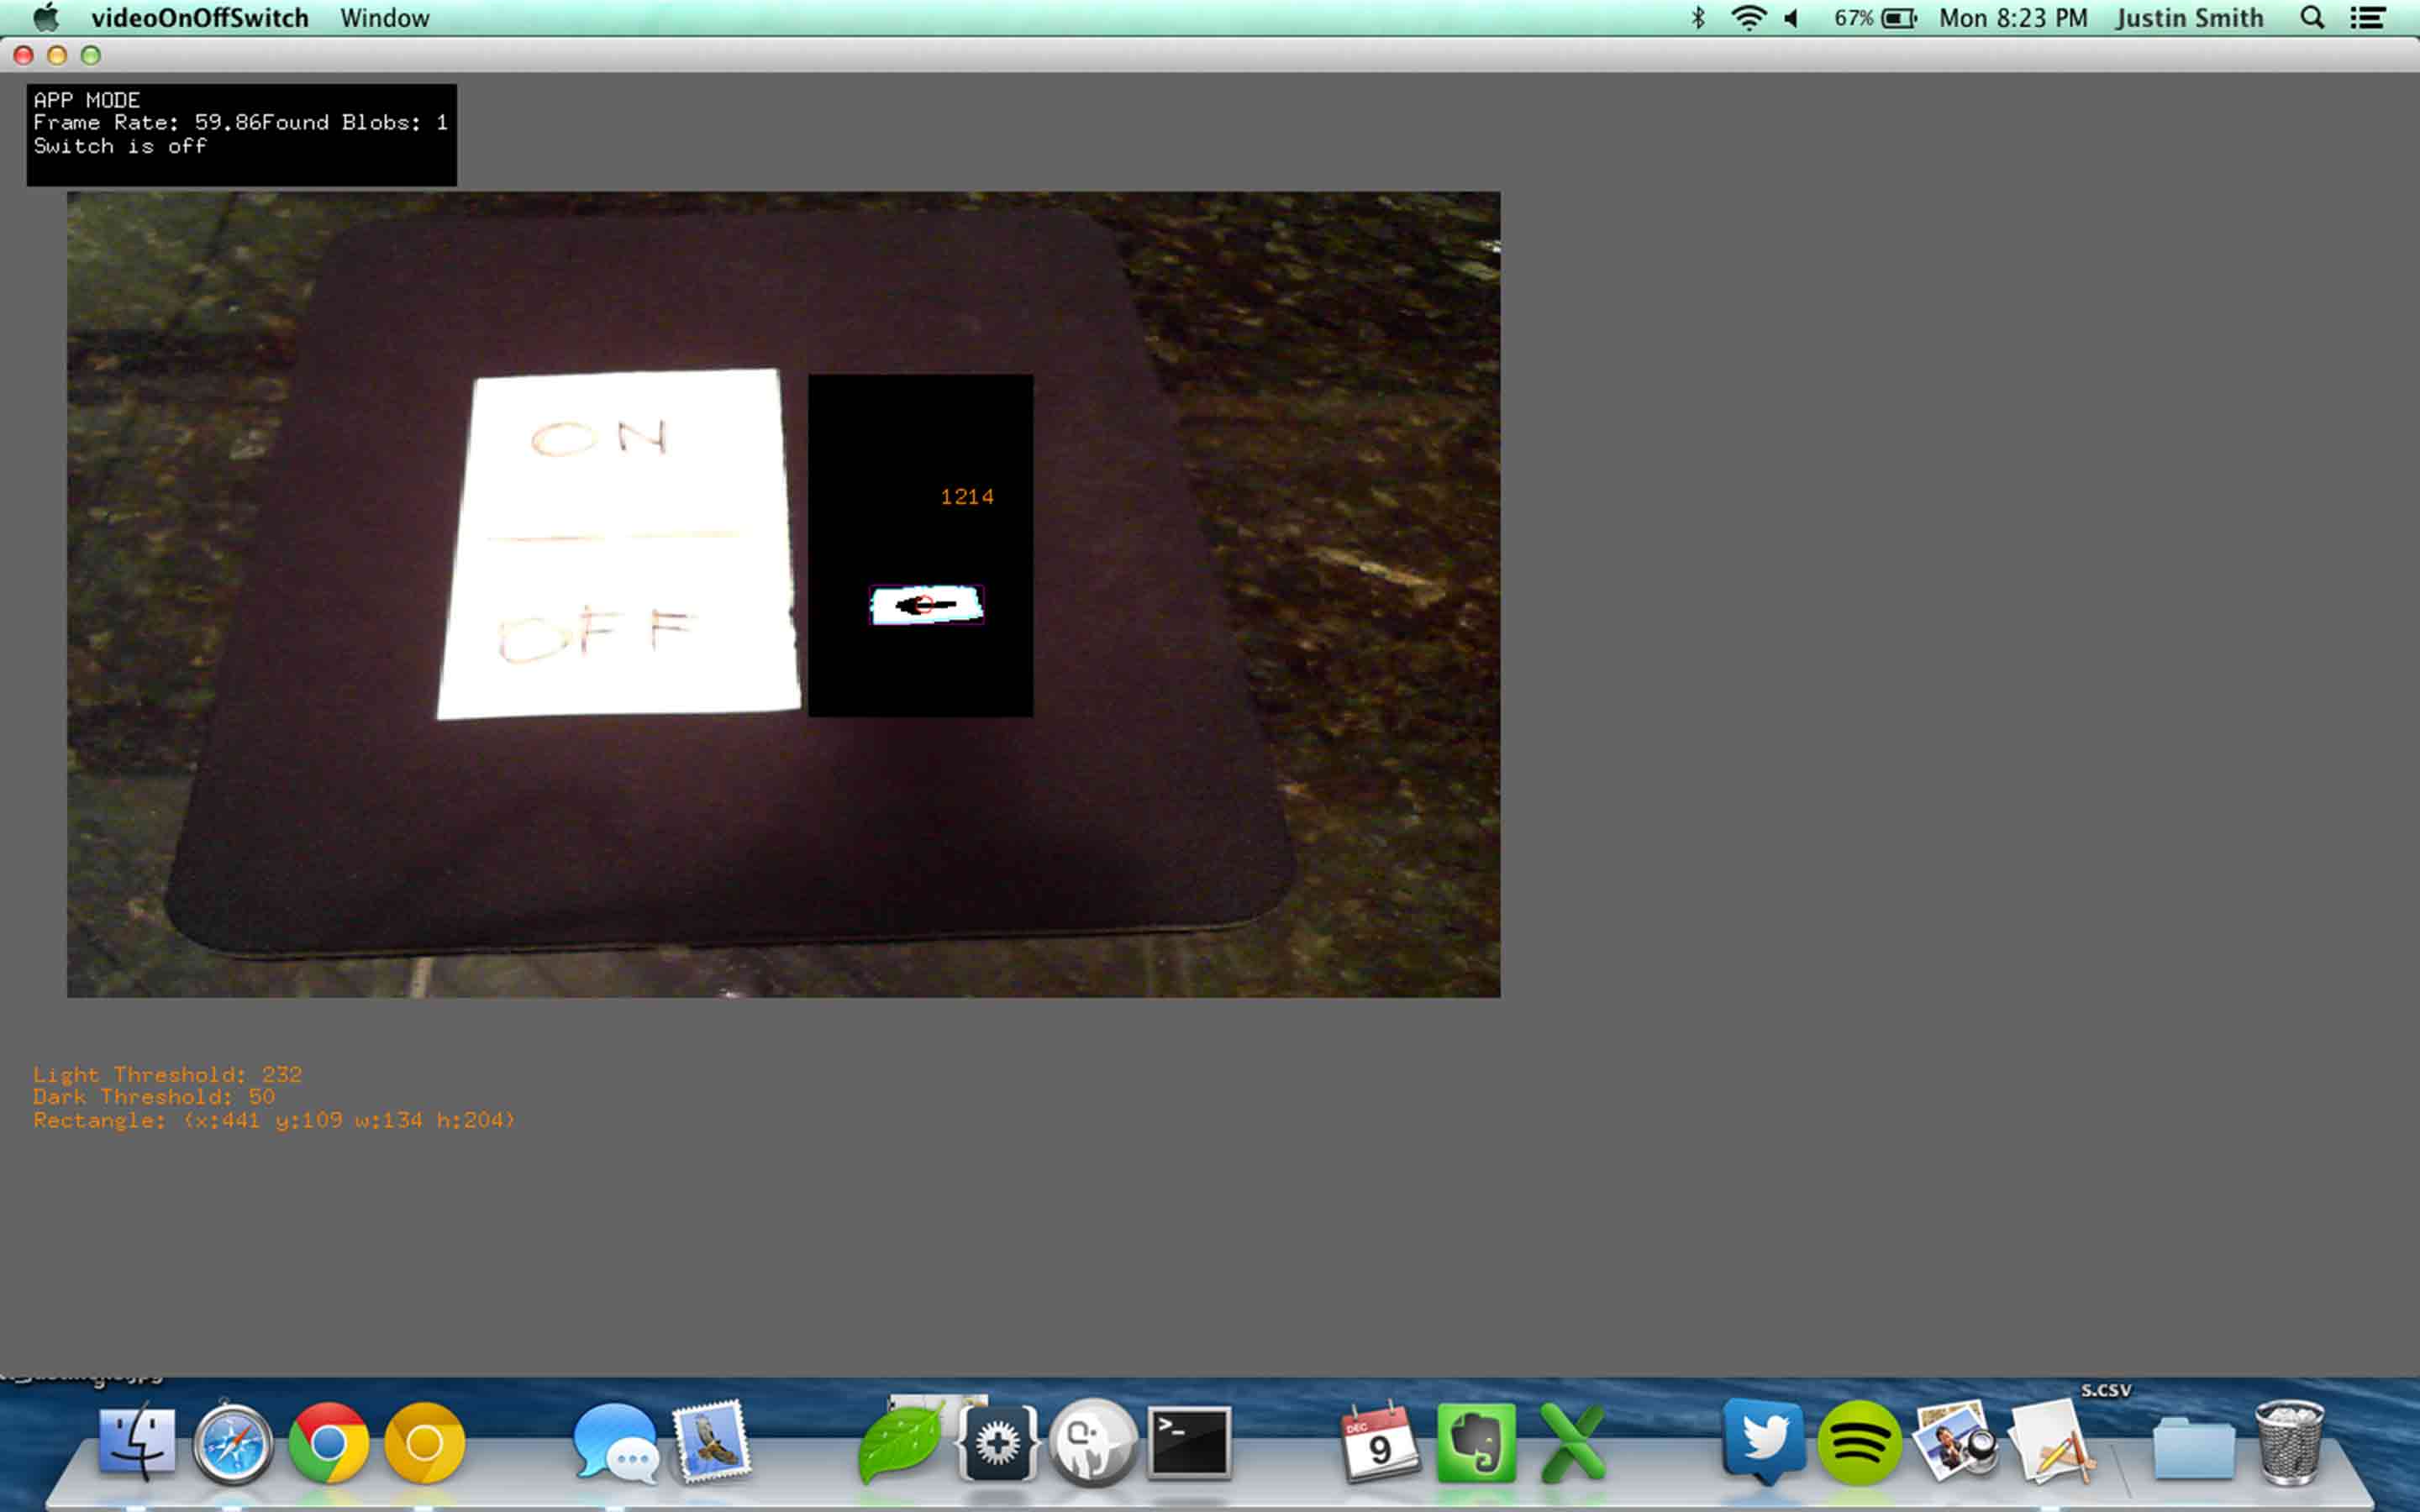 videoOnOffSwitch Window 67% Mon 8:23 PM Justin Smith
APP MODE
Frame Rate: 59.86Found Blobs: 1
Switch is off
ON
1214
OFF
Light Threshold: 232
Dark Threshold: 50
Rectangle: (x:441 y:109 w:134 h:204)
s.csv
DEC
9